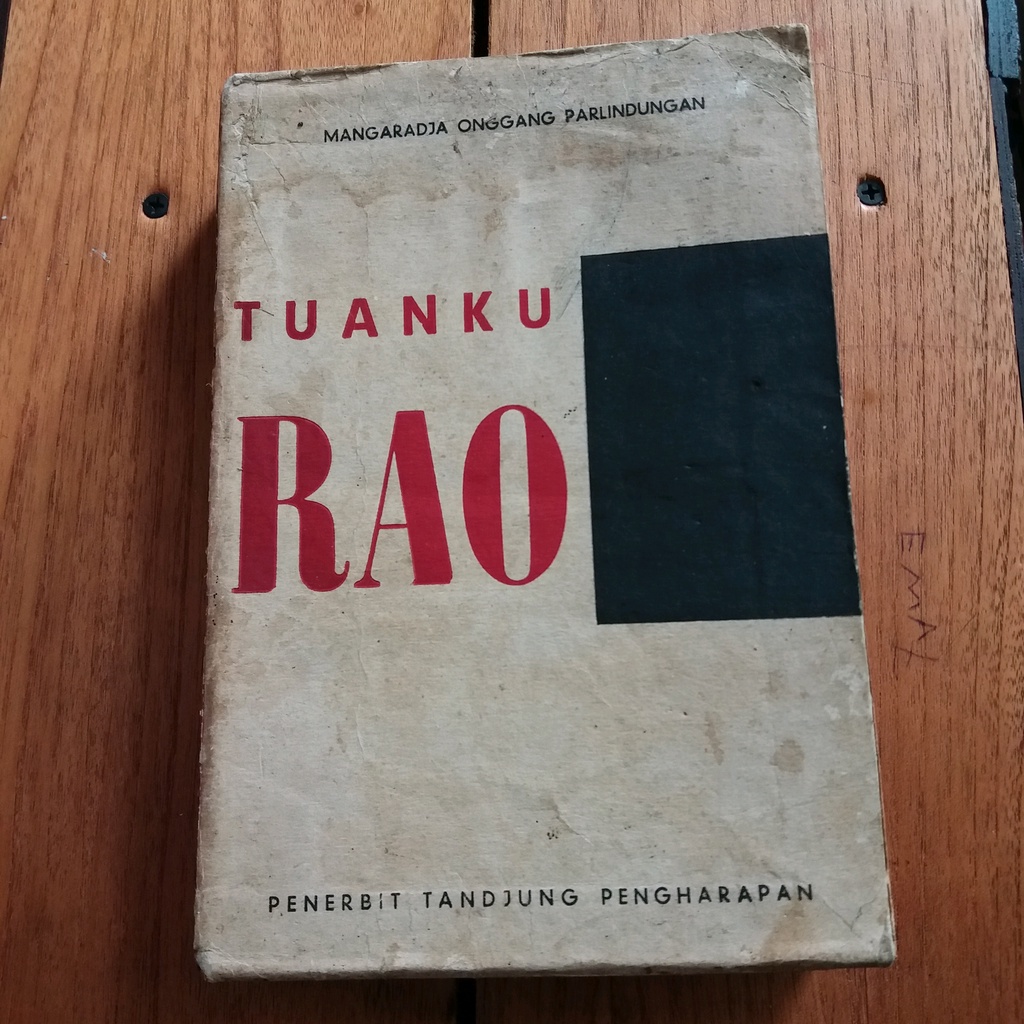 MANGARADJA ONGGANG PARLINDUNGAN
TUANKU
RAO
PENERBIT TANDJUNG PENGHARAPAN